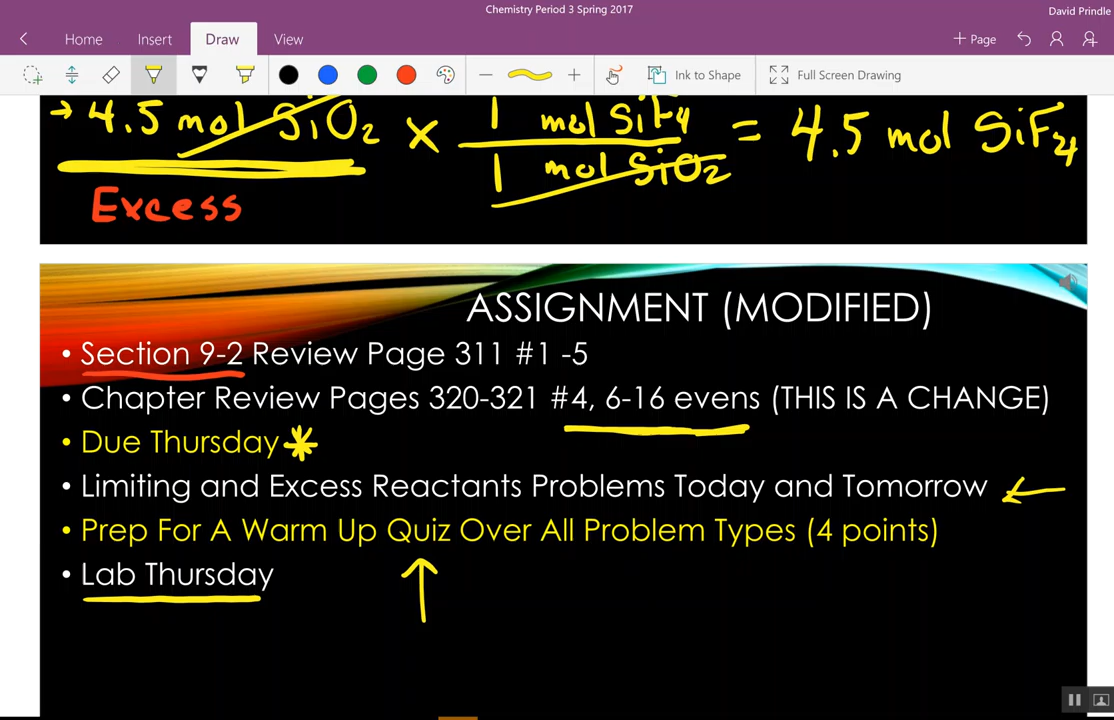 Chemistry Period 3 Spring 2017
David Prindle
Home Insert Draw View
Page
Ink to Shape Full Screen Drawing
→ 4.5 mol SiO2 × 1 mol SiF4 = 4.5 mol SiF4
1 mol SiO2
Excess
ASSIGNMENT (MODIFIED)
• Section 9-2 Review Page 311 #1 -5
• Chapter Review Pages 320-321 #4, 6-16 evens (THIS IS A CHANGE)
• Due Thursday*
• Limiting and Excess Reactants Problems Today and Tomorrow ←
• Prep For A Warm Up Quiz Over All Problem Types (4 points)
• Lab Thursday ↑